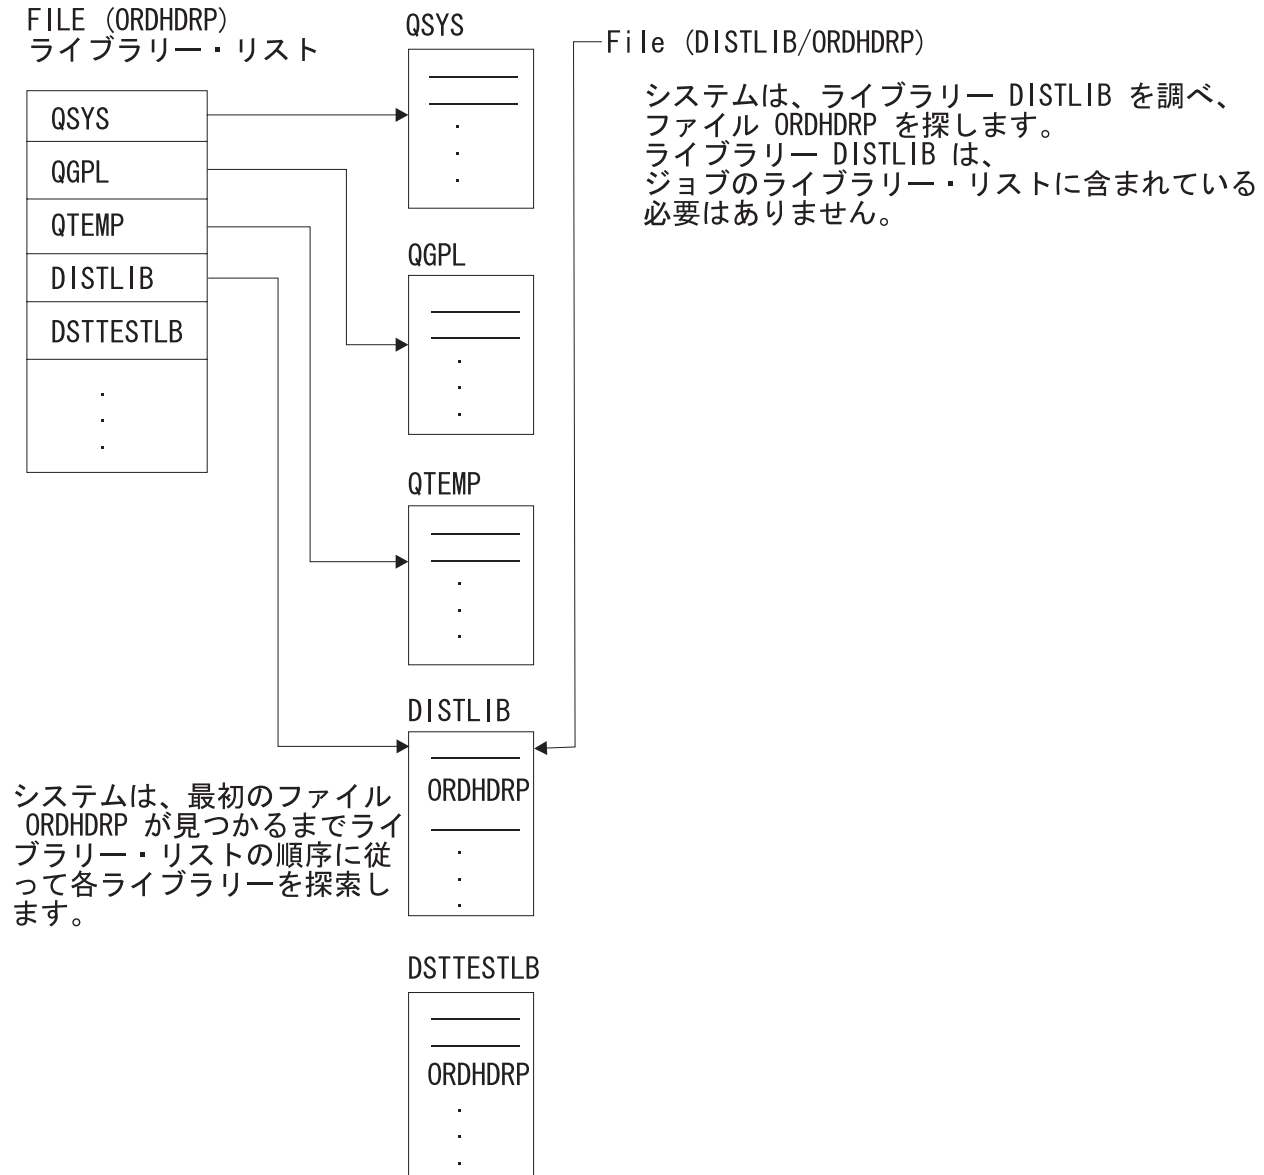 FILE (ORDHDRP)
ライブラリー・リスト
QSYS
QGPL
QTEMP
DISTLIB
DSTTESTLB
QSYS
QGPL
QTEMP
DISTLIB
ORDHDRP
DSTTESTLB
ORDHDRP
システムは、最初のファイル
ORDHDRP が見つかるまでライ
ブラリー・リストの順序に従
って各ライブラリーを探索し
ます。
File (DISTLIB/ORDHDRP)
システムは、ライブラリー DISTLIB を調べ、
ファイル ORDHDRP を探します。
ライブラリー DISTLIB は、
ジョブのライブラリー・リストに含まれている
必要はありません。